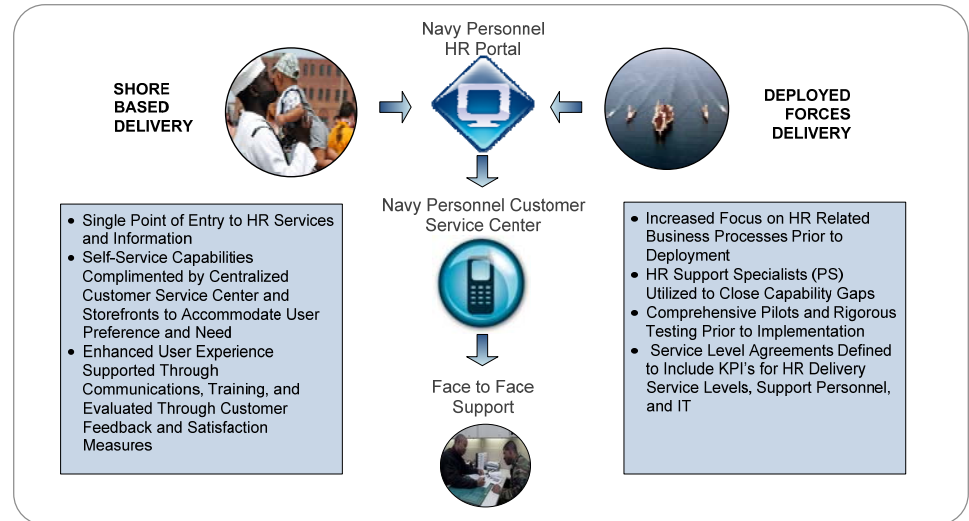 Navy Personnel
HR Portal
SHORE
BASED
DELIVERY
DEPLOYED
FORCES
DELIVERY
• Single Point of Entry to HR Services
and Information
• Self-Service Capabilities
Complimented by Centralized
Customer Service Center and
Storefronts to Accommodate User
Preference and Need
• Enhanced User Experience
Supported Through
Communications, Training, and
Evaluated Through Customer
Feedback and Satisfaction
Measures
Navy Personnel Customer
Service Center
Face to Face
Support
• Increased Focus on HR Related
Business Processes Prior to
Deployment
• HR Support Specialists (PS)
Utilized to Close Capability Gaps
• Comprehensive Pilots and Rigorous
Testing Prior to Implementation
• Service Level Agreements Defined
to Include KPI's for HR Delivery
Service Levels, Support Personnel,
and IT